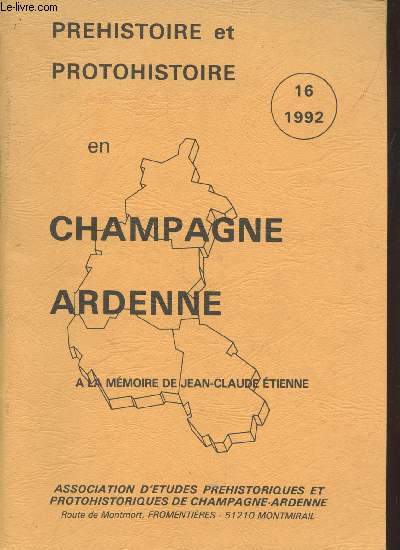 Le-livre.com
PREHISTOIRE et
PROTOHISTOIRE
16
1992
en
CHAMPAGNE
ARDENNE
A LA MÉMOIRE DE JEAN-CLAUDE ÉTIENNE
ASSOCIATION D'ETUDES PREHISTORIQUES ET
PROTOHISTORIQUES DE CHAMPAGNE-ARDENNE
Route de Montmort, FROMENTIÈRES - 51210 MONTMIRAIL